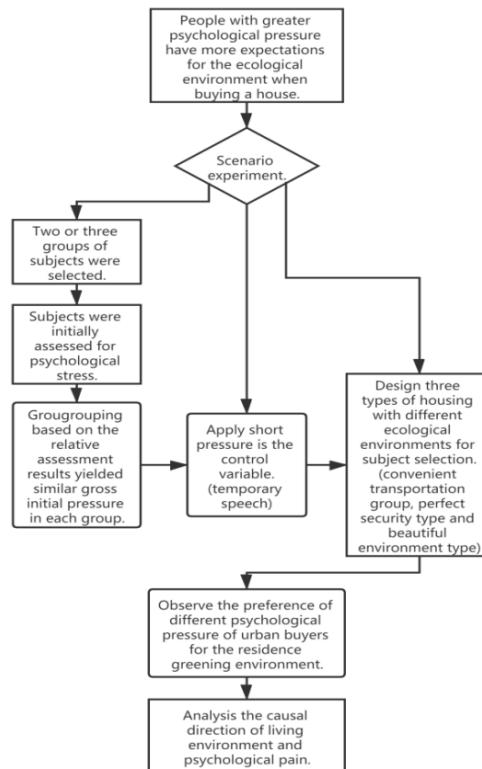 People with greater
psychological pressure
have more expectations
for the ecological
environment when
buying a house.
Scenario
experiment.
Two or three
groups of
subjects were
selected.
Subjects were
initially
assessed for
psychological
stress.
Grougrouping
based on the
relative
assessment
results yielded
similar gross
initial pressure
in each group.
Apply short
pressure is the
control
variable.
(temporary
speech)
Design three
types of housing
with different
ecological
environments for
subject selection.
(convenient
transportation
group, perfect
security type and
beautiful
environment type)
Observe the preference of
different psychological
pressure of urban buyers
for the residence
greening environment.
Analysis the causal
direction of living
environment and
psychological pain.